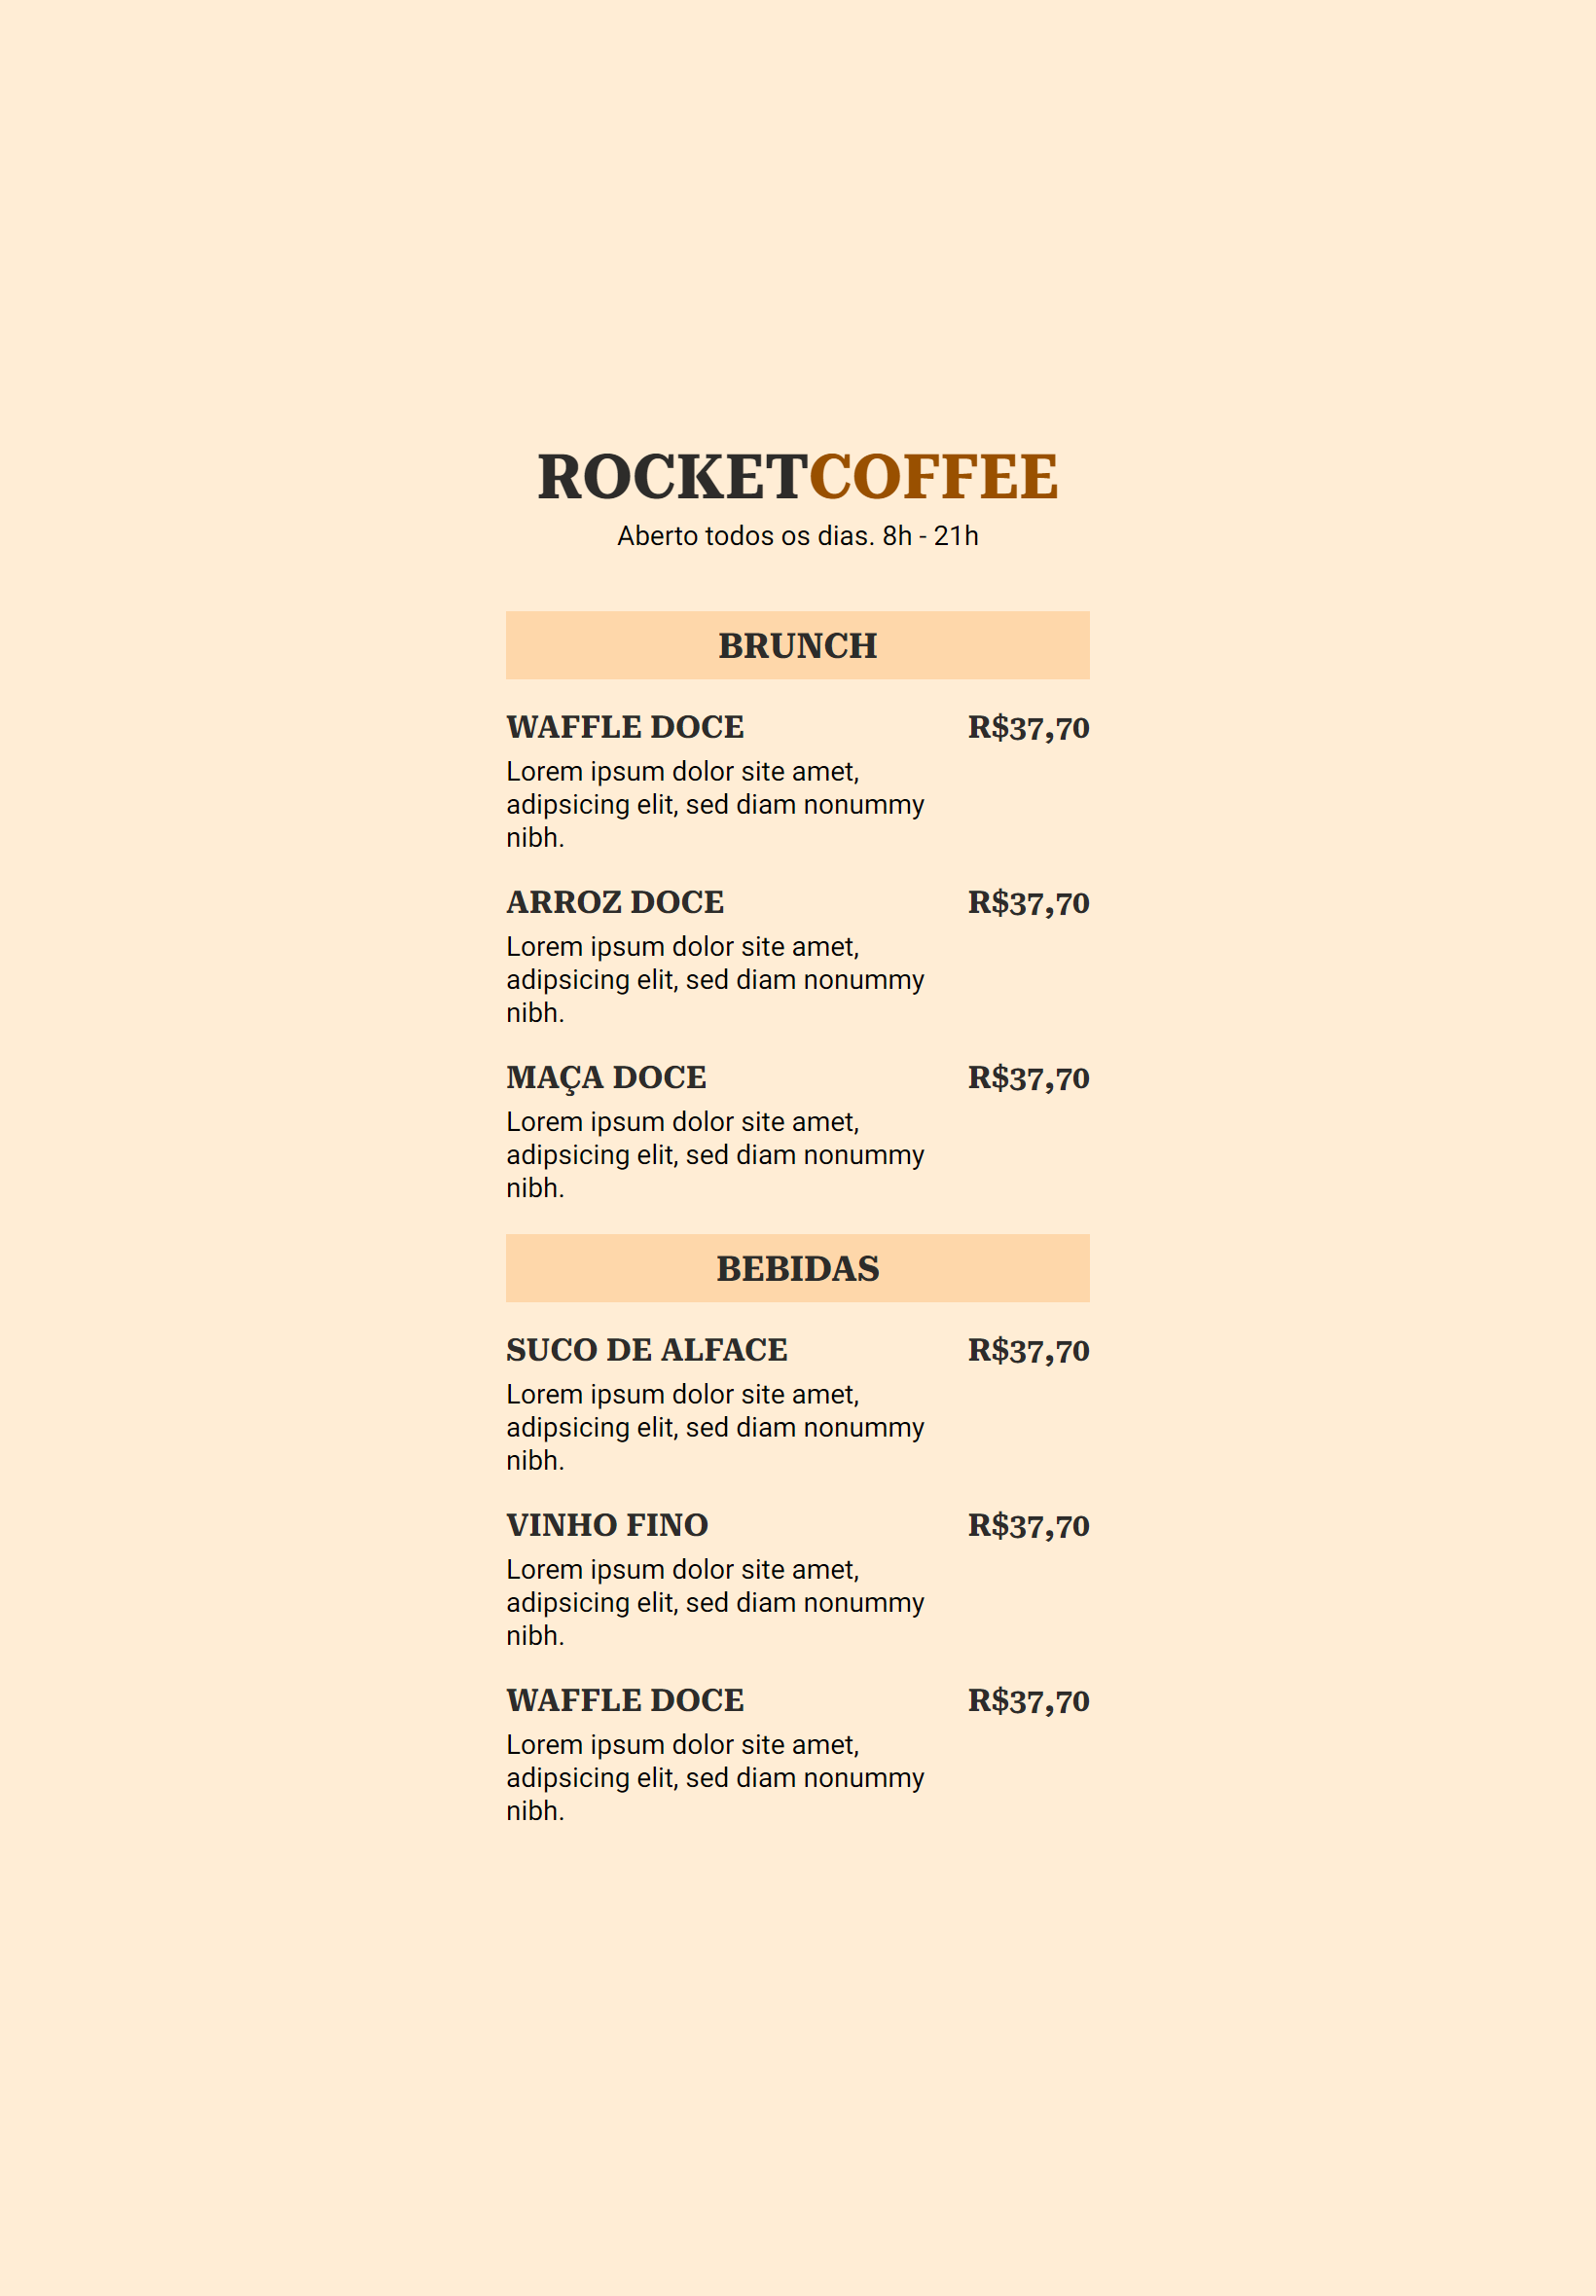 ROCKETCOFFEE
Aberto todos os dias. 8h - 21h
BRUNCH
WAFFLE DOCE R$37,70
Lorem ipsum dolor site amet,
adipsicing elit, sed diam nonummy
nibh.
ARROZ DOCE R$37,70
Lorem ipsum dolor site amet,
adipsicing elit, sed diam nonummy
nibh.
MAÇA DOCE R$37,70
Lorem ipsum dolor site amet,
adipsicing elit, sed diam nonummy
nibh.
BEBIDAS
SUCO DE ALFACE R$37,70
Lorem ipsum dolor site amet,
adipsicing elit, sed diam nonummy
nibh.
VINHO FINO R$37,70
Lorem ipsum dolor site amet,
adipsicing elit, sed diam nonummy
nibh.
WAFFLE DOCE R$37,70
Lorem ipsum dolor site amet,
adipsicing elit, sed diam nonummy
nibh.